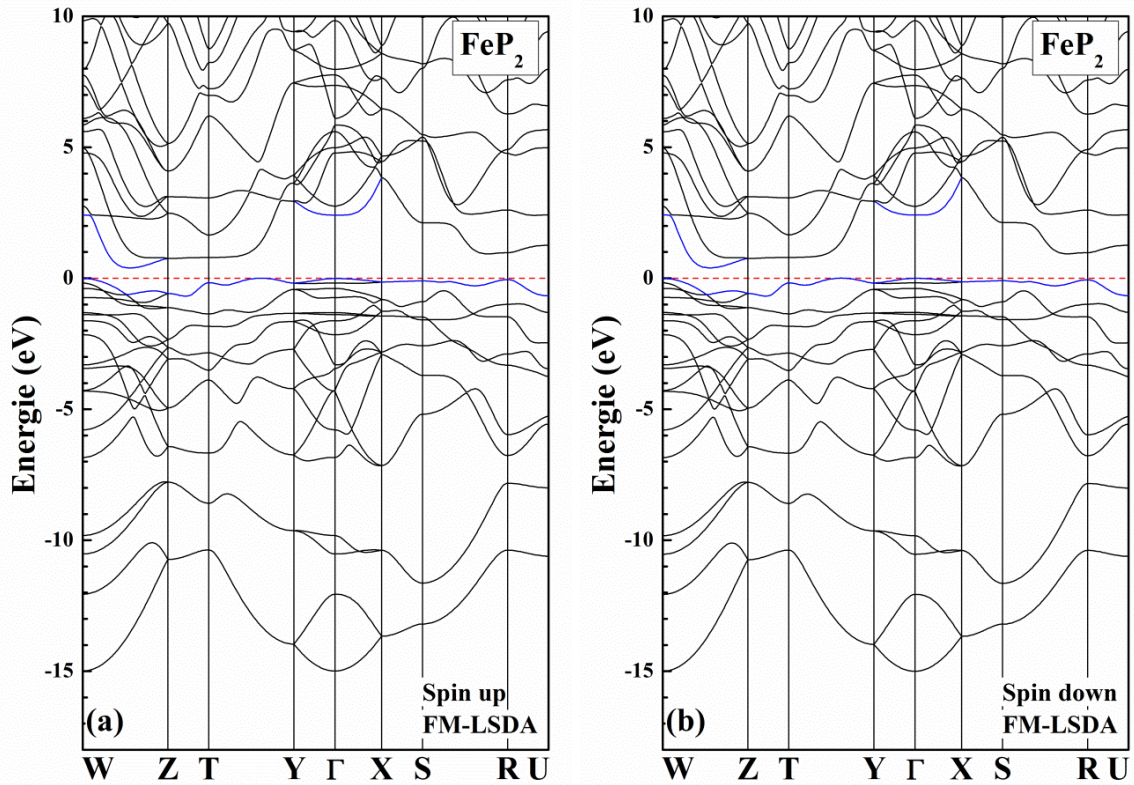 FeP₂
10
5
0
-5
-10
-15
Energie (eV)
Spin up
(a) FM-LSDA
W Z T Y Γ X S R U
FeP₂
10
5
0
-5
-10
-15
Energie (eV)
Spin down
(b) FM-LSDA
W Z T Y Γ X S R U